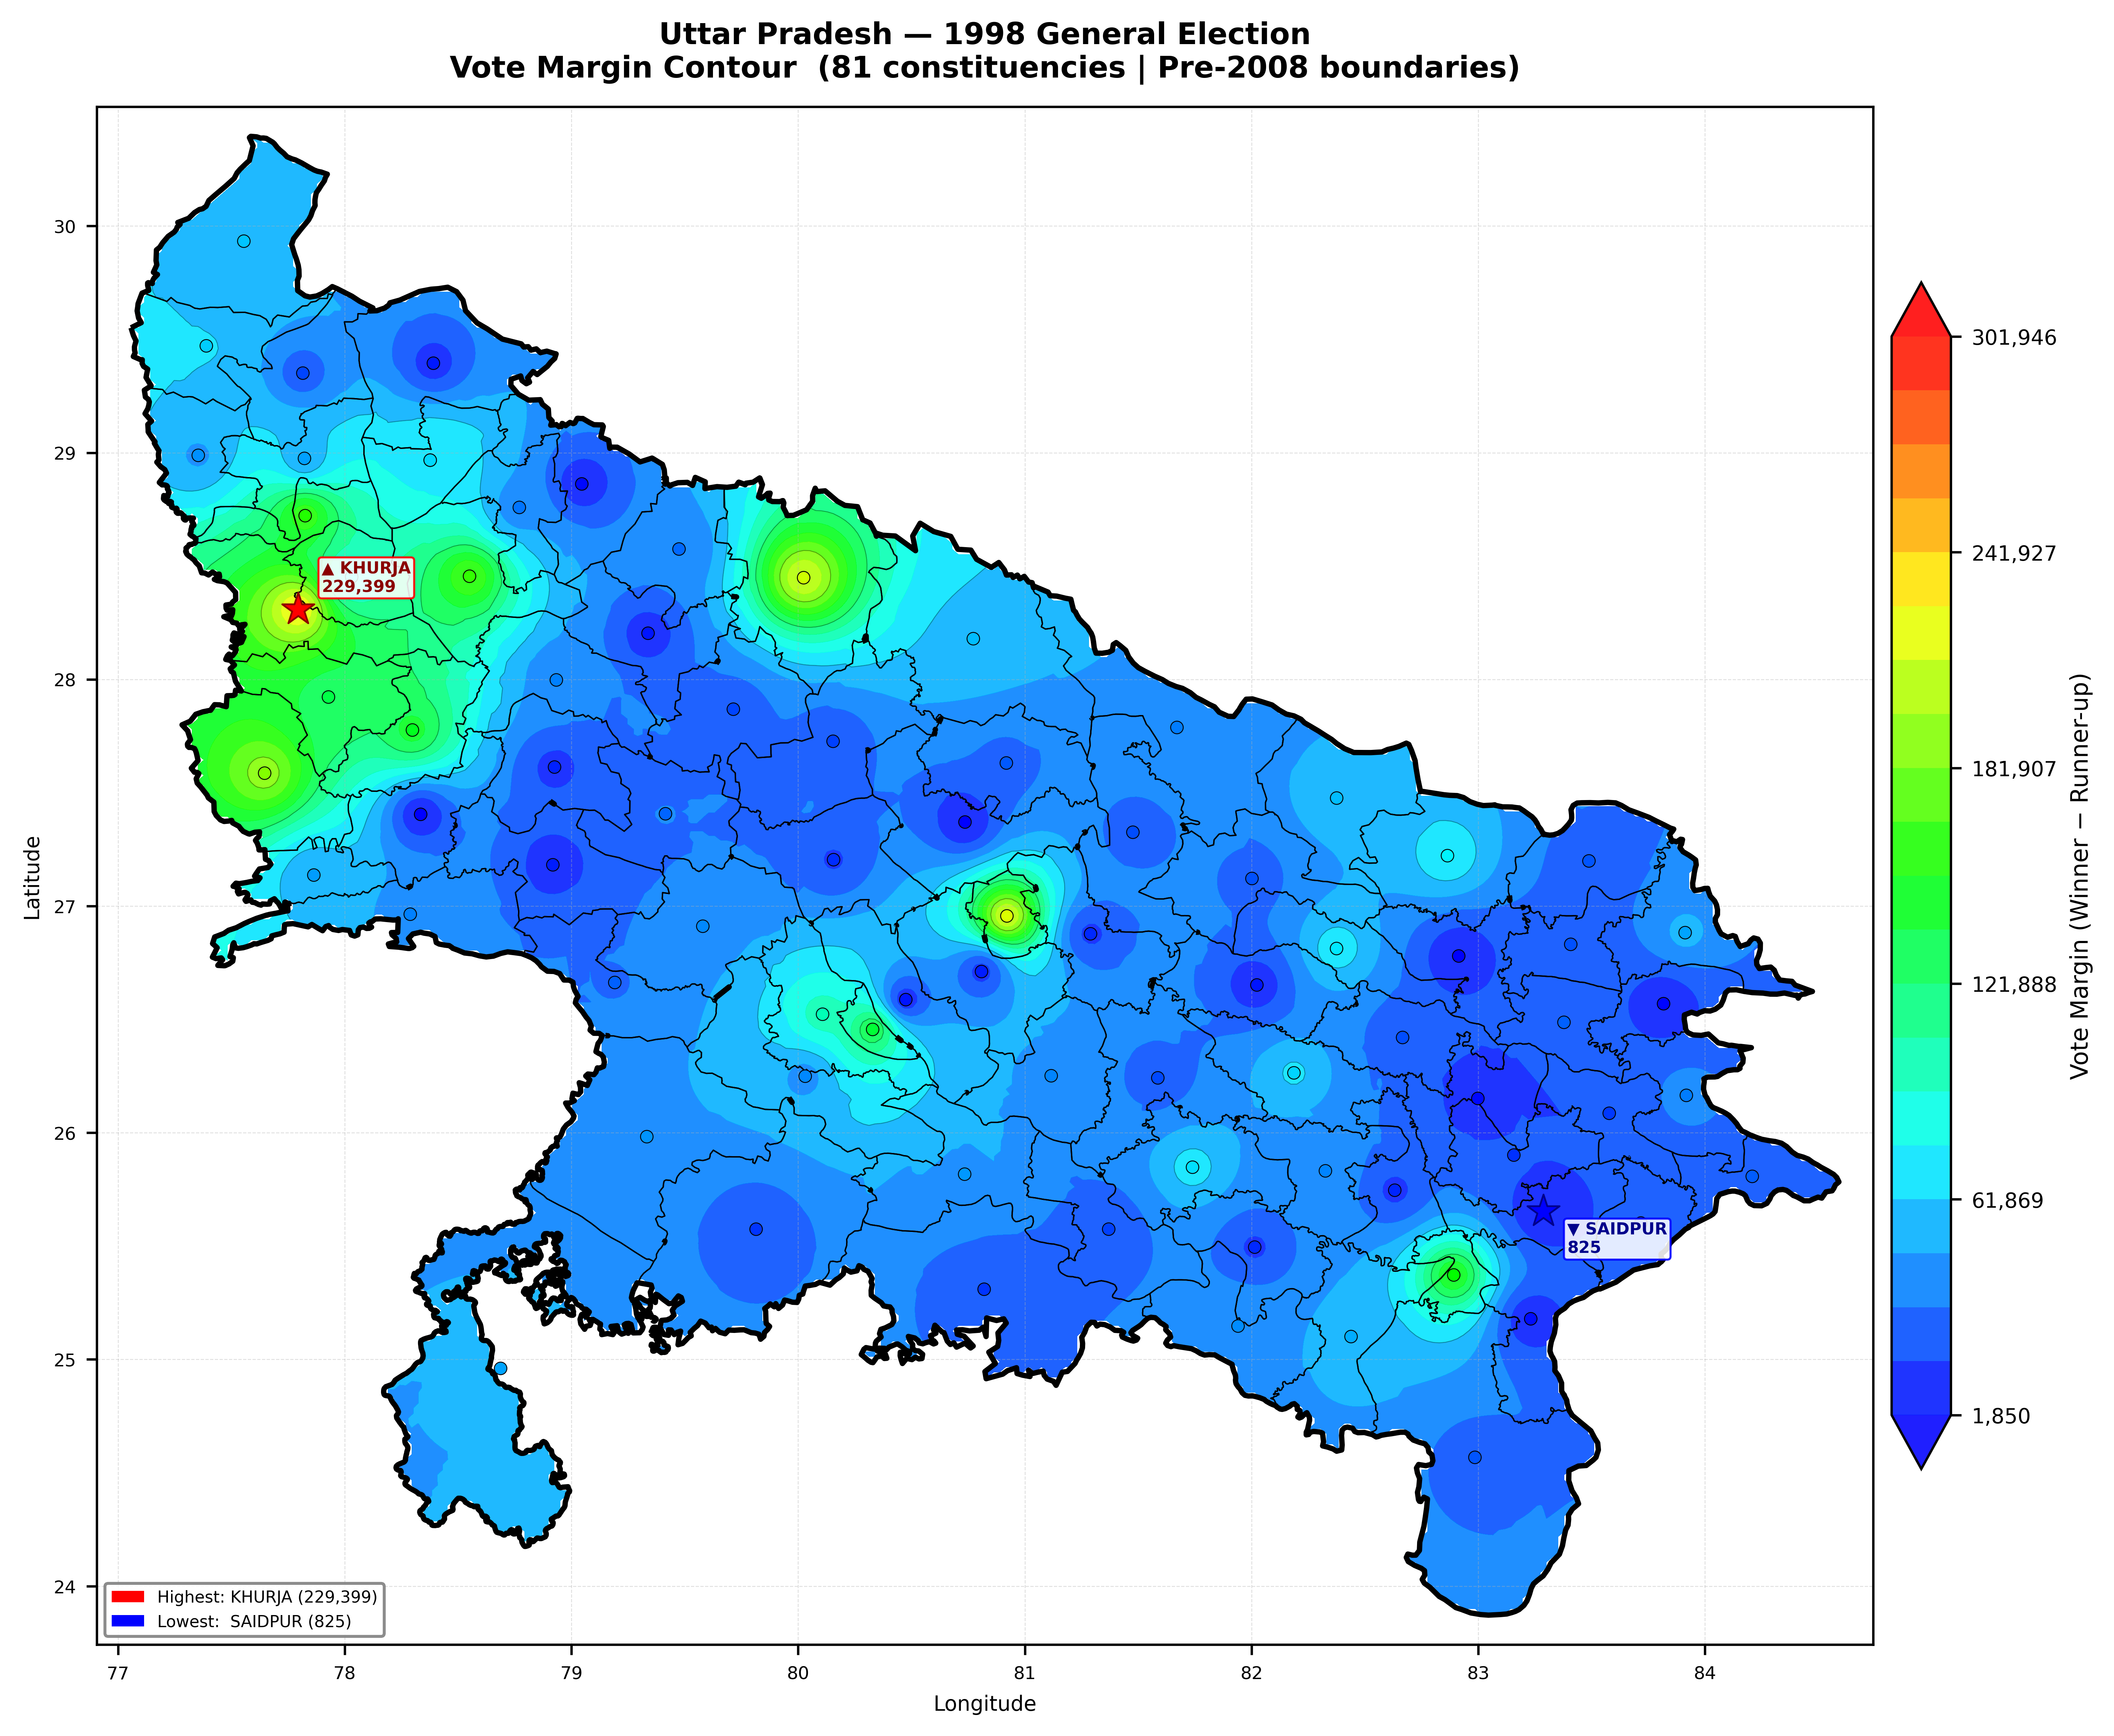 Uttar Pradesh — 1998 General Election
Vote Margin Contour (81 constituencies | Pre-2008 boundaries)
30
29
28
27
26
25
24
Latitude
77
78
79
80
81
82
83
84
Longitude
▲ KHURJA
229,399
▼ SAIDPUR
825
Highest: KHURJA (229,399)
Lowest: SAIDPUR (825)
301,946
241,927
181,907
121,888
61,869
1,850
Vote Margin (Winner — Runner-up)